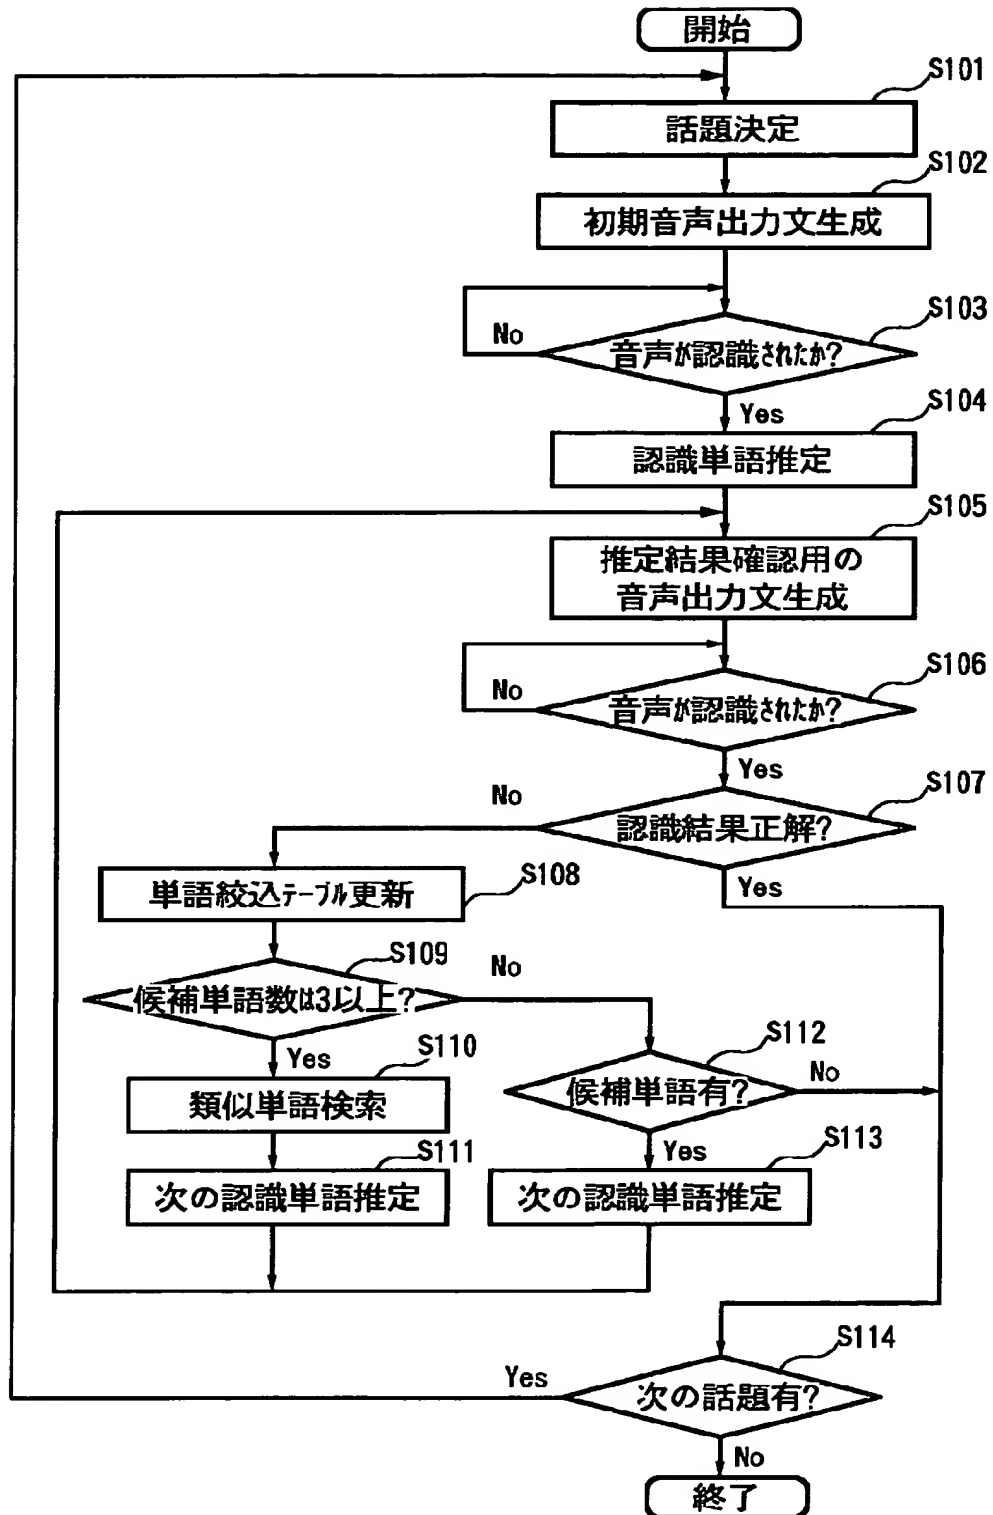 開始
S101
話題決定
S102
初期音声出力文生成
S103
音声が認識されたか?
No
Yes
S104
認識単語推定
S105
推定結果確認用の
音声出力文生成
S106
音声が認識されたか?
No
Yes
S107
認識結果正解?
No
Yes
S108
単語絞込テーブル更新
S109
候補単語数は3以上?
No
Yes
S110
類似単語検索
S111
次の認識単語推定
S112
候補単語有?
No
Yes
S113
次の認識単語推定
S114
次の話題有?
Yes
No
終了